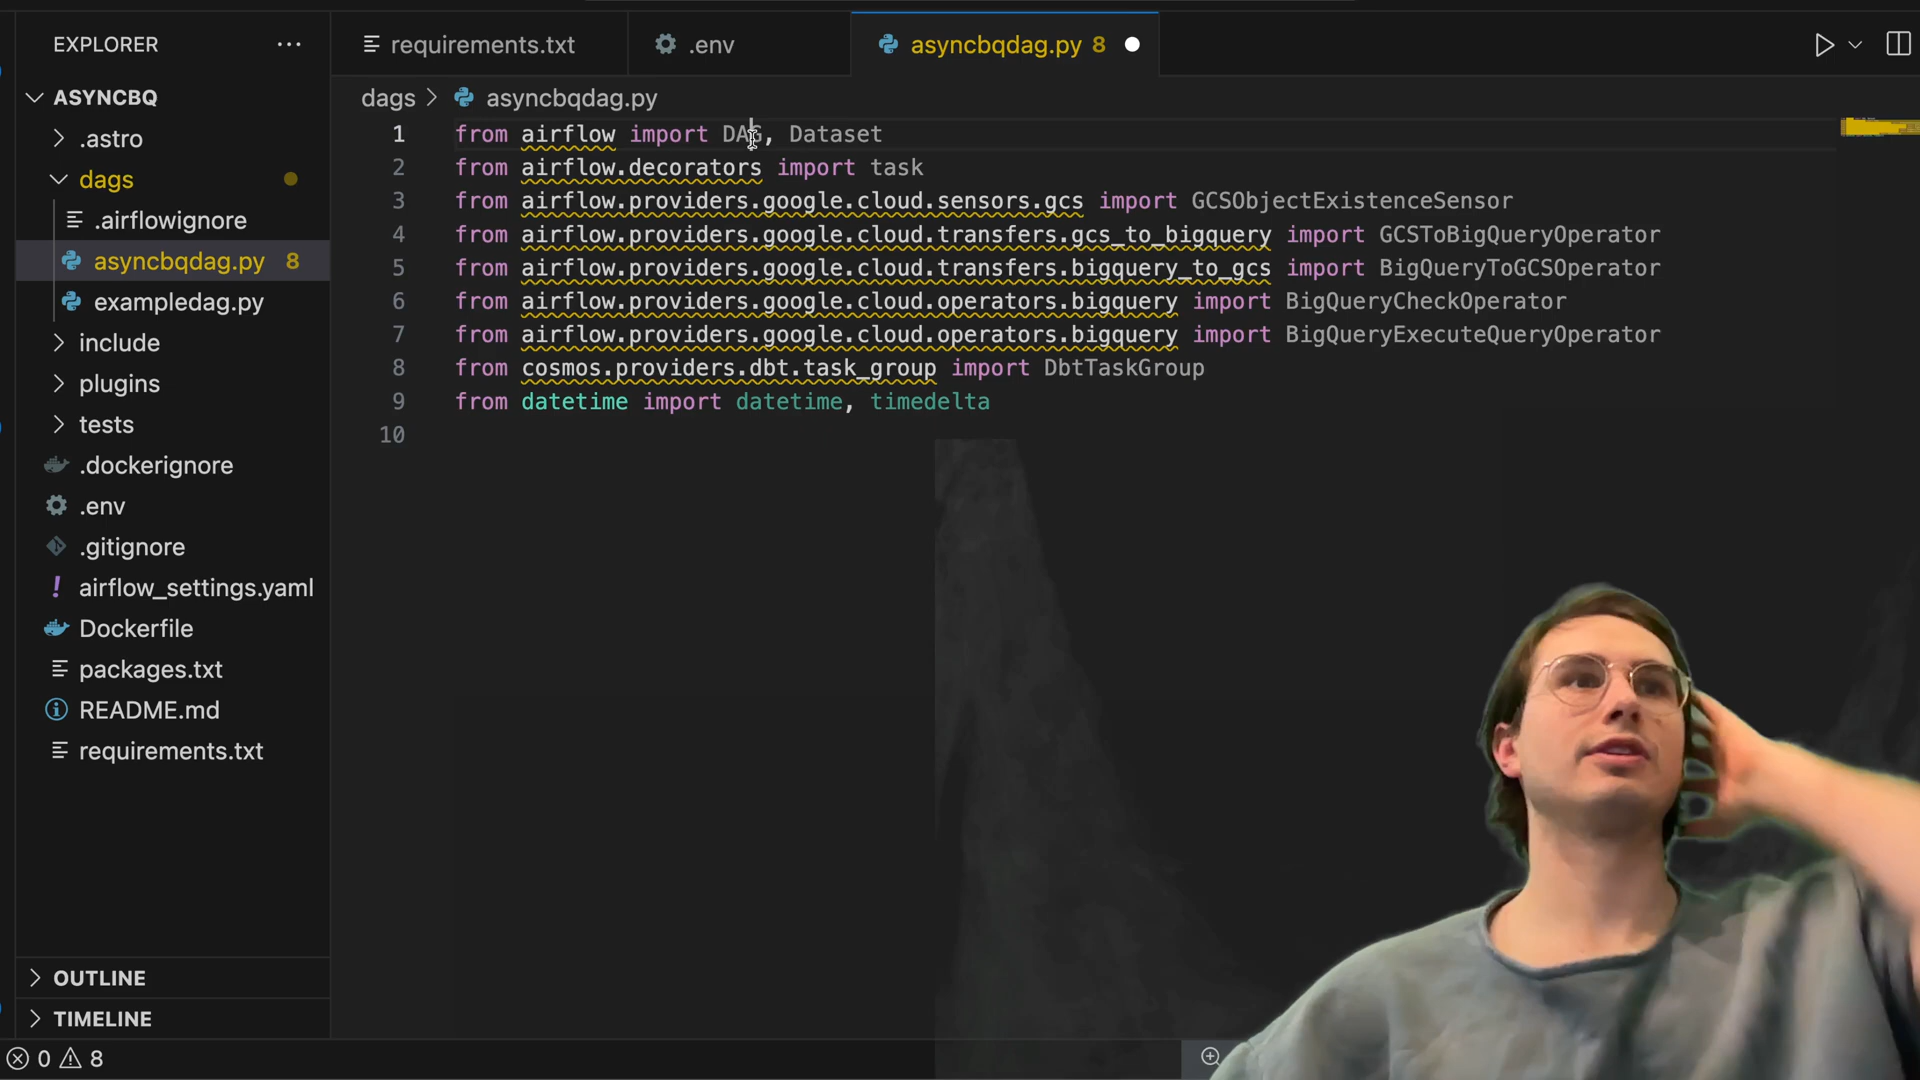 EXPLORER ...
requirements.txt
.env
asyncbqdag.py 8
ASYNCBQ
.astro
dags
.airflowignore
asyncbqdag.py 8
exampledag.py
include
plugins
tests
.dockerignore
.env
.gitignore
! airflow_settings.yaml
Dockerfile
packages.txt
README.md
requirements.txt
OUTLINE
TIMELINE
0 8
dags > asyncbqdag.py
1 from airflow import DAG, Dataset
2 from airflow.decorators import task
3 from airflow.providers.google.cloud.sensors.gcs import GCSObjectExistenceSensor
4 from airflow.providers.google.cloud.transfers.gcs_to_bigquery import GCSToBigQueryOperator
5 from airflow.providers.google.cloud.transfers.bigquery_to_gcs import BigQueryToGCSOperator
6 from airflow.providers.google.cloud.operators.bigquery import BigQueryCheckOperator
7 from airflow.providers.google.cloud.operators.bigquery import BigQueryExecuteQueryOperator
8 from cosmos.providers.dbt.task_group import DbtTaskGroup
9 from datetime import datetime, timedelta
10